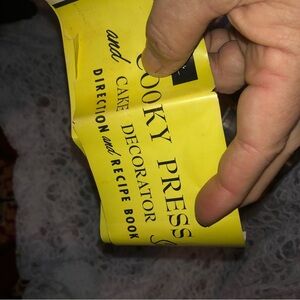 OOKY PRESS
and CAKE DECORATOR
DIRECTION and RECIPE BOOK